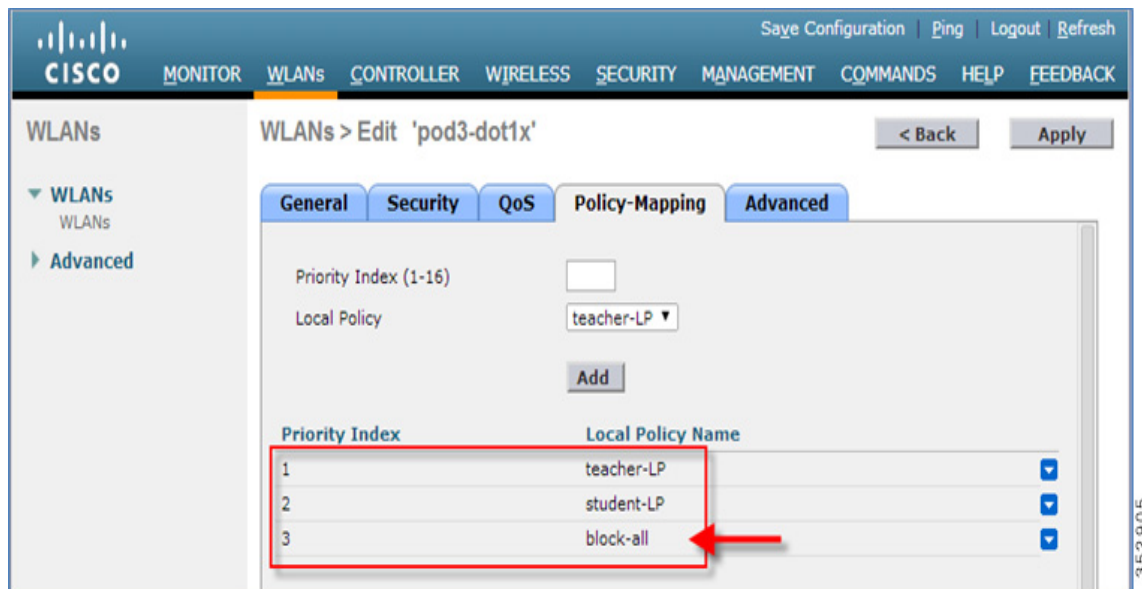 Save Configuration | Ping | Logout | Refresh
CISCO MONITOR WLANs CONTROLLER WIRELESS SECURITY MANAGEMENT COMMANDS HELP FEEDBACK
WLANs
WLANs > Edit 'pod3-dot1x'
< Back
Apply
WLANs
WLANs
Advanced
General Security QoS Policy-Mapping Advanced
Priority Index (1-16)
Local Policy teacher-LP
Add
Priority Index Local Policy Name
1 teacher-LP
2 student-LP
3 block-all
353905